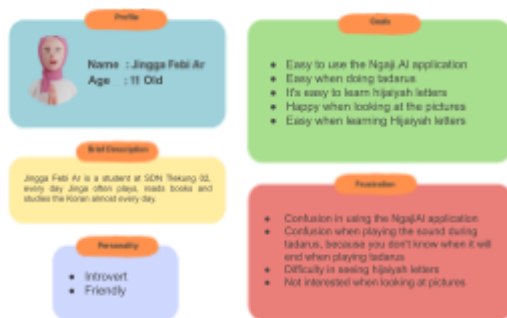 Profile
Name : Jingga Febi Ar
Age : 11 Old
Brief Description
Jingga Febi Ar is a student at SDN Tlekung 02,
every day Jinga often plays, reads books and
studies the Koran almost every day.
Personality
● Introvert
● Friendly
Goals
● Easy to use the Ngaji AI application
● Easy when doing tadarus
● It's easy to learn hijaiyah letters
● Happy when looking at the pictures
● Easy when learning Hijaiyah letters
Frustration
● Confusion in using the NgajiAI application
● Confusion when playing the sound during
tadarus, because you don't know when it will
end when playing tadarus
● Difficulty in seeing hijaiyah letters
● Not interested when looking at pictures